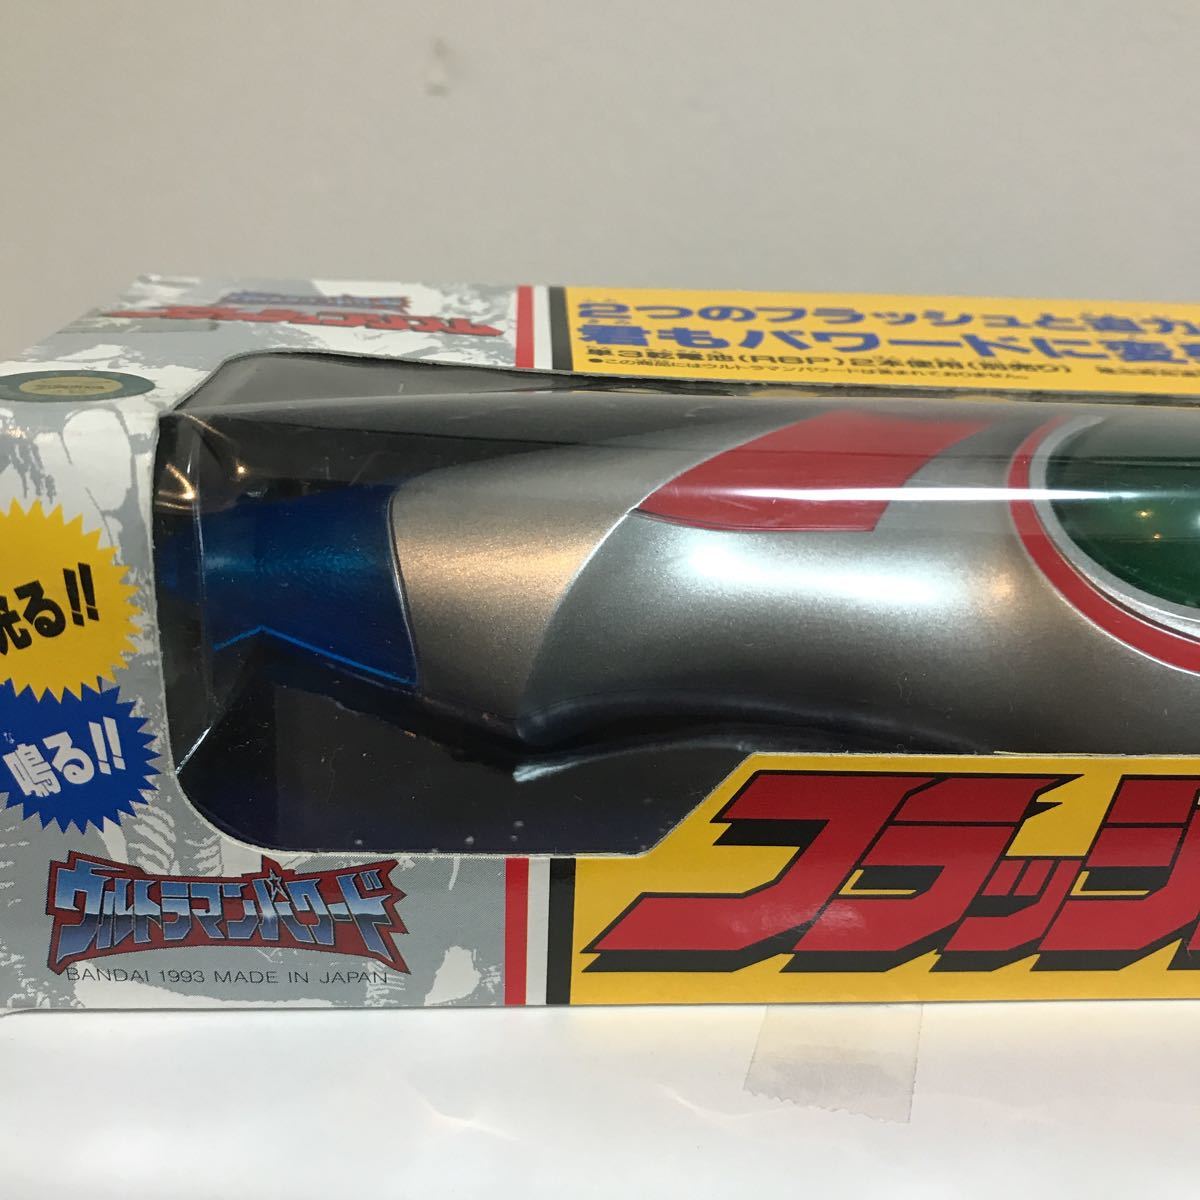 2つのフラッシュと迫力
君もパワードに変
単3乾電池(R6P)2本使用(別売り)
●この商品にはウルトラマンパワードは含まれておりません。
光る!!
鳴る!!
フラッシ
ウルトラマンパワード
BANDAI 1993 MADE IN JAPAN